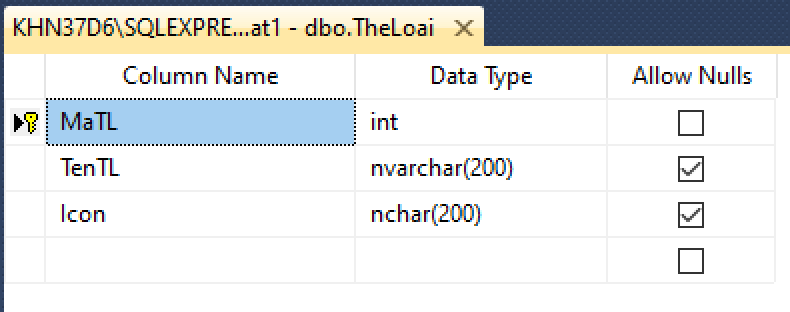 KHN37D6\SQLEXPRE...at1 - dbo.TheLoai
Column Name Data Type Allow Nulls
MaTL int
TenTL nvarchar(200)
Icon nchar(200)